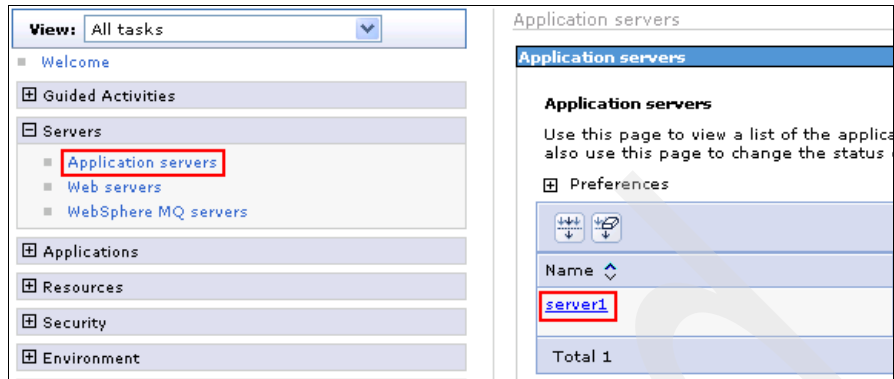 View: All tasks
Welcome
Guided Activities
Servers
Application servers
Web servers
WebSphere MQ servers
Applications
Resources
Security
Environment
Application servers
Application servers
Application servers
Use this page to view a list of the
also use this page to change the status
Preferences
Name
server1
Total 1